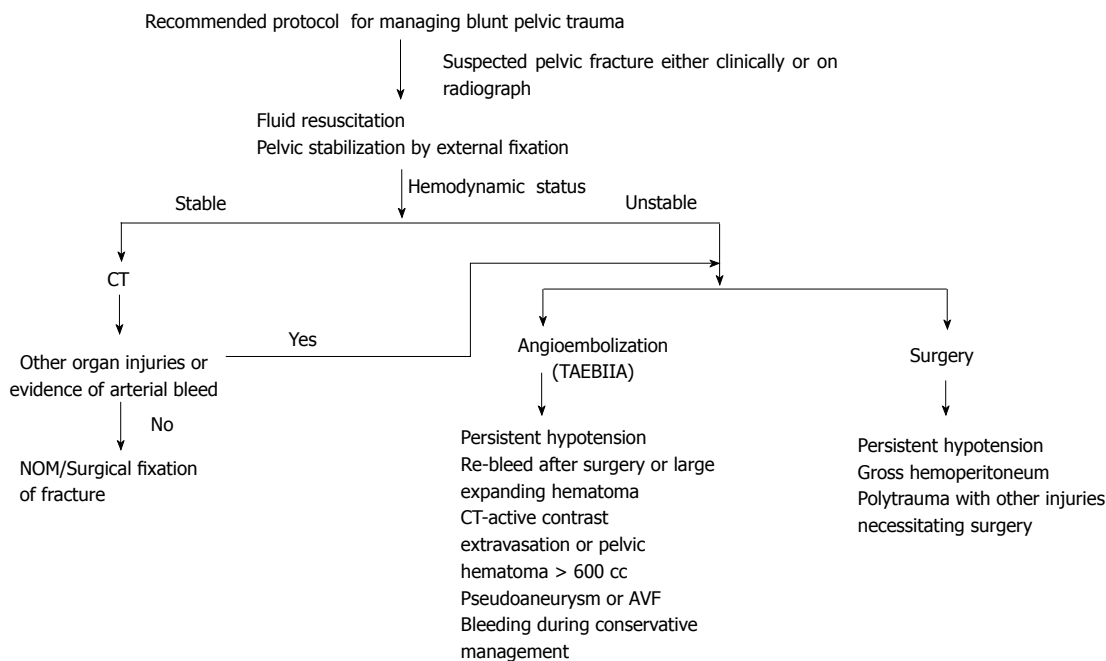 Recommended protocol for managing blunt pelvic trauma
Suspected pelvic fracture either clinically or on
radiograph
Fluid resuscitation
Pelvic stabilization by external fixation
Hemodynamic status
Stable
Unstable
CT
Yes
Other organ injuries or
evidence of arterial bleed
No
NOM/Surgical fixation
of fracture
Angioembolization
(TAEBIIA)
Persistent hypotension
Re-bleed after surgery or large
expanding hematoma
CT-active contrast
extravasation or pelvic
hematoma > 600 cc
Pseudoaneurysm or AVF
Bleeding during conservative
management
Surgery
Persistent hypotension
Gross hemoperitoneum
Polytrauma with other injuries
necessitating surgery